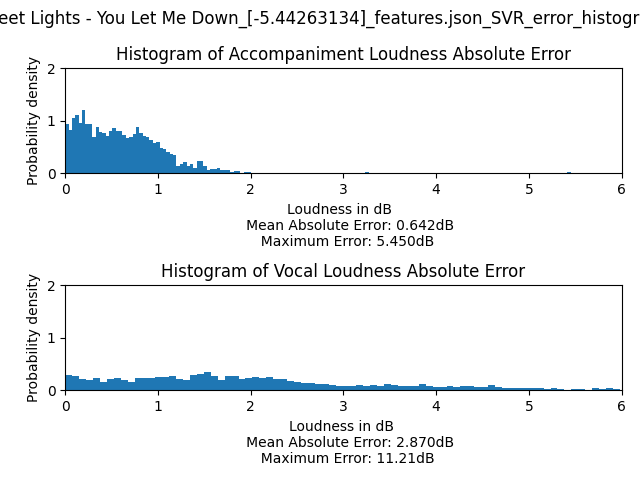 eet Lights - You Let Me Down_[-5.44263134]_features.json_SVR_error_histogr
Histogram of Accompaniment Loudness Absolute Error
Probability density
2
1
0
0 1 2 3 4 5 6
Loudness in dB
Mean Absolute Error: 0.642dB
Maximum Error: 5.450dB
Histogram of Vocal Loudness Absolute Error
Probability density
2
1
0
0 1 2 3 4 5 6
Loudness in dB
Mean Absolute Error: 2.870dB
Maximum Error: 11.21dB